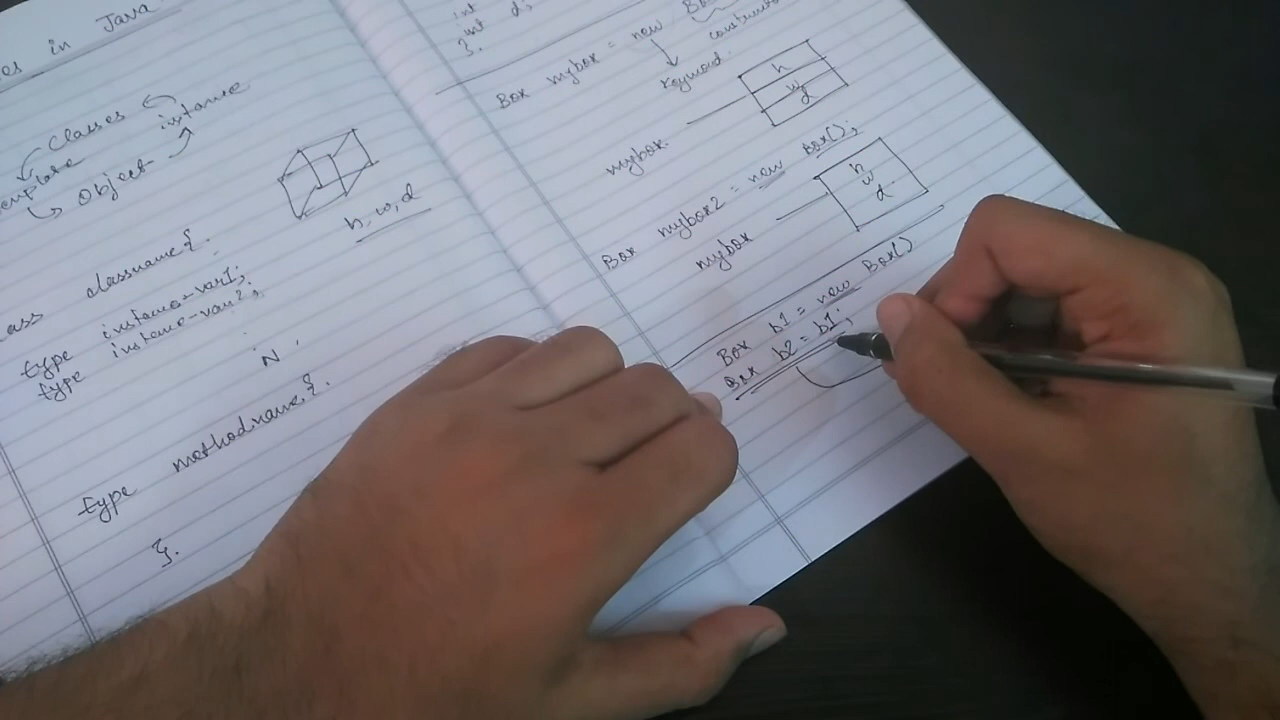 in Java
Classes
instance
Object
h, w, d
classname {.
type instance-var1;
type instance-var2;
N
type methodname {.
}.
int
int d;
}.
Box mybox = new
Keyword.
h
w
d
mybox
Box mybox2 = new Box();
h
w
d
mybox
Box b1 = new Box()
Box b2 = b1;